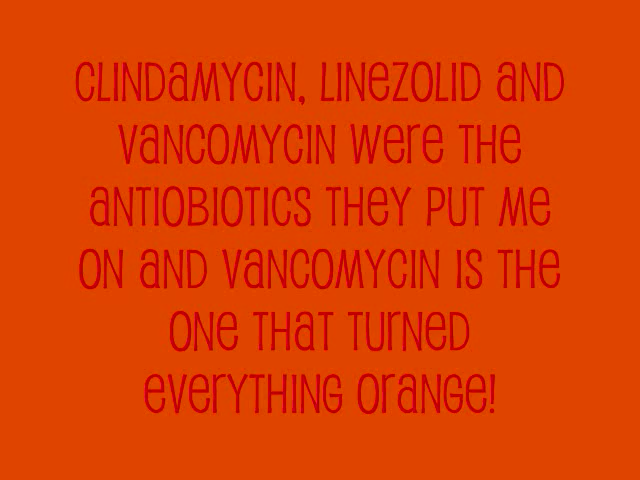 CLINDAMYCIN, LINEZOLID AND
VANCOMYCIN WERE THE
ANTIOBIOTICS THEY PUT ME
ON AND VANCOMYCIN IS THE
ONE THAT TURNED
EVERYTHING ORANGE!